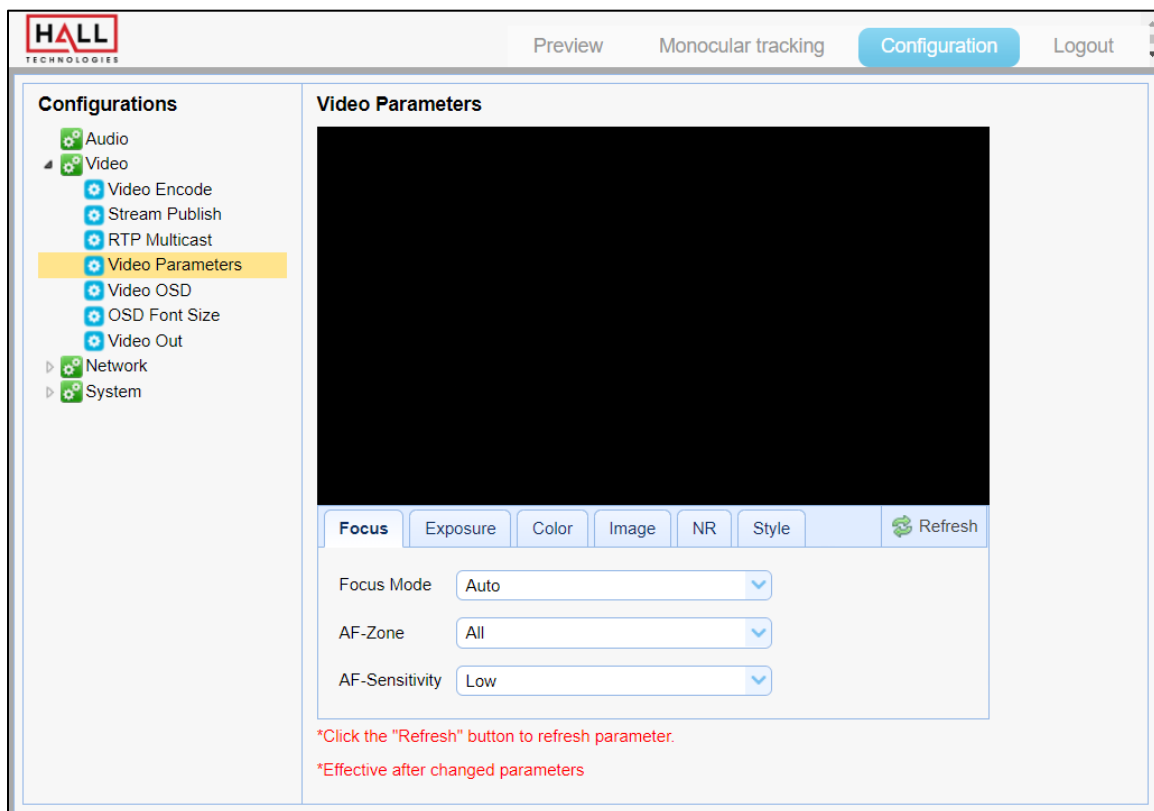 HALL
TECHNOLOGIES
Preview Monocular tracking Configuration Logout
Configurations
Audio
Video
Video Encode
Stream Publish
RTP Multicast
Video Parameters
Video OSD
OSD Font Size
Video Out
Network
System
Video Parameters
Focus Exposure Color Image NR Style Refresh
Focus Mode Auto
AF-Zone All
AF-Sensitivity Low
*Click the "Refresh" button to refresh parameter.
*Effective after changed parameters